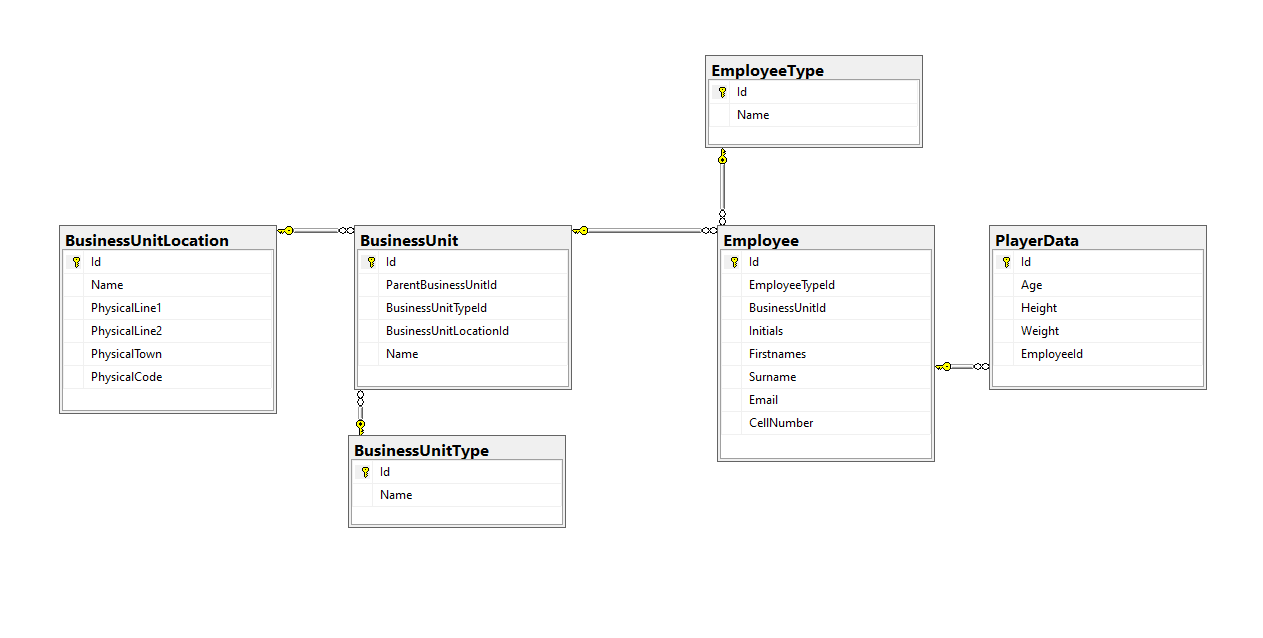 EmployeeType
Id
Name
BusinessUnitLocation
Id
Name
PhysicalLine1
PhysicalLine2
PhysicalTown
PhysicalCode
BusinessUnit
Id
ParentBusinessUnitId
BusinessUnitTypeId
BusinessUnitLocationId
Name
Employee
Id
EmployeeTypeId
BusinessUnitId
Initials
Firstnames
Surname
Email
CellNumber
PlayerData
Id
Age
Height
Weight
EmployeeId
BusinessUnitType
Id
Name